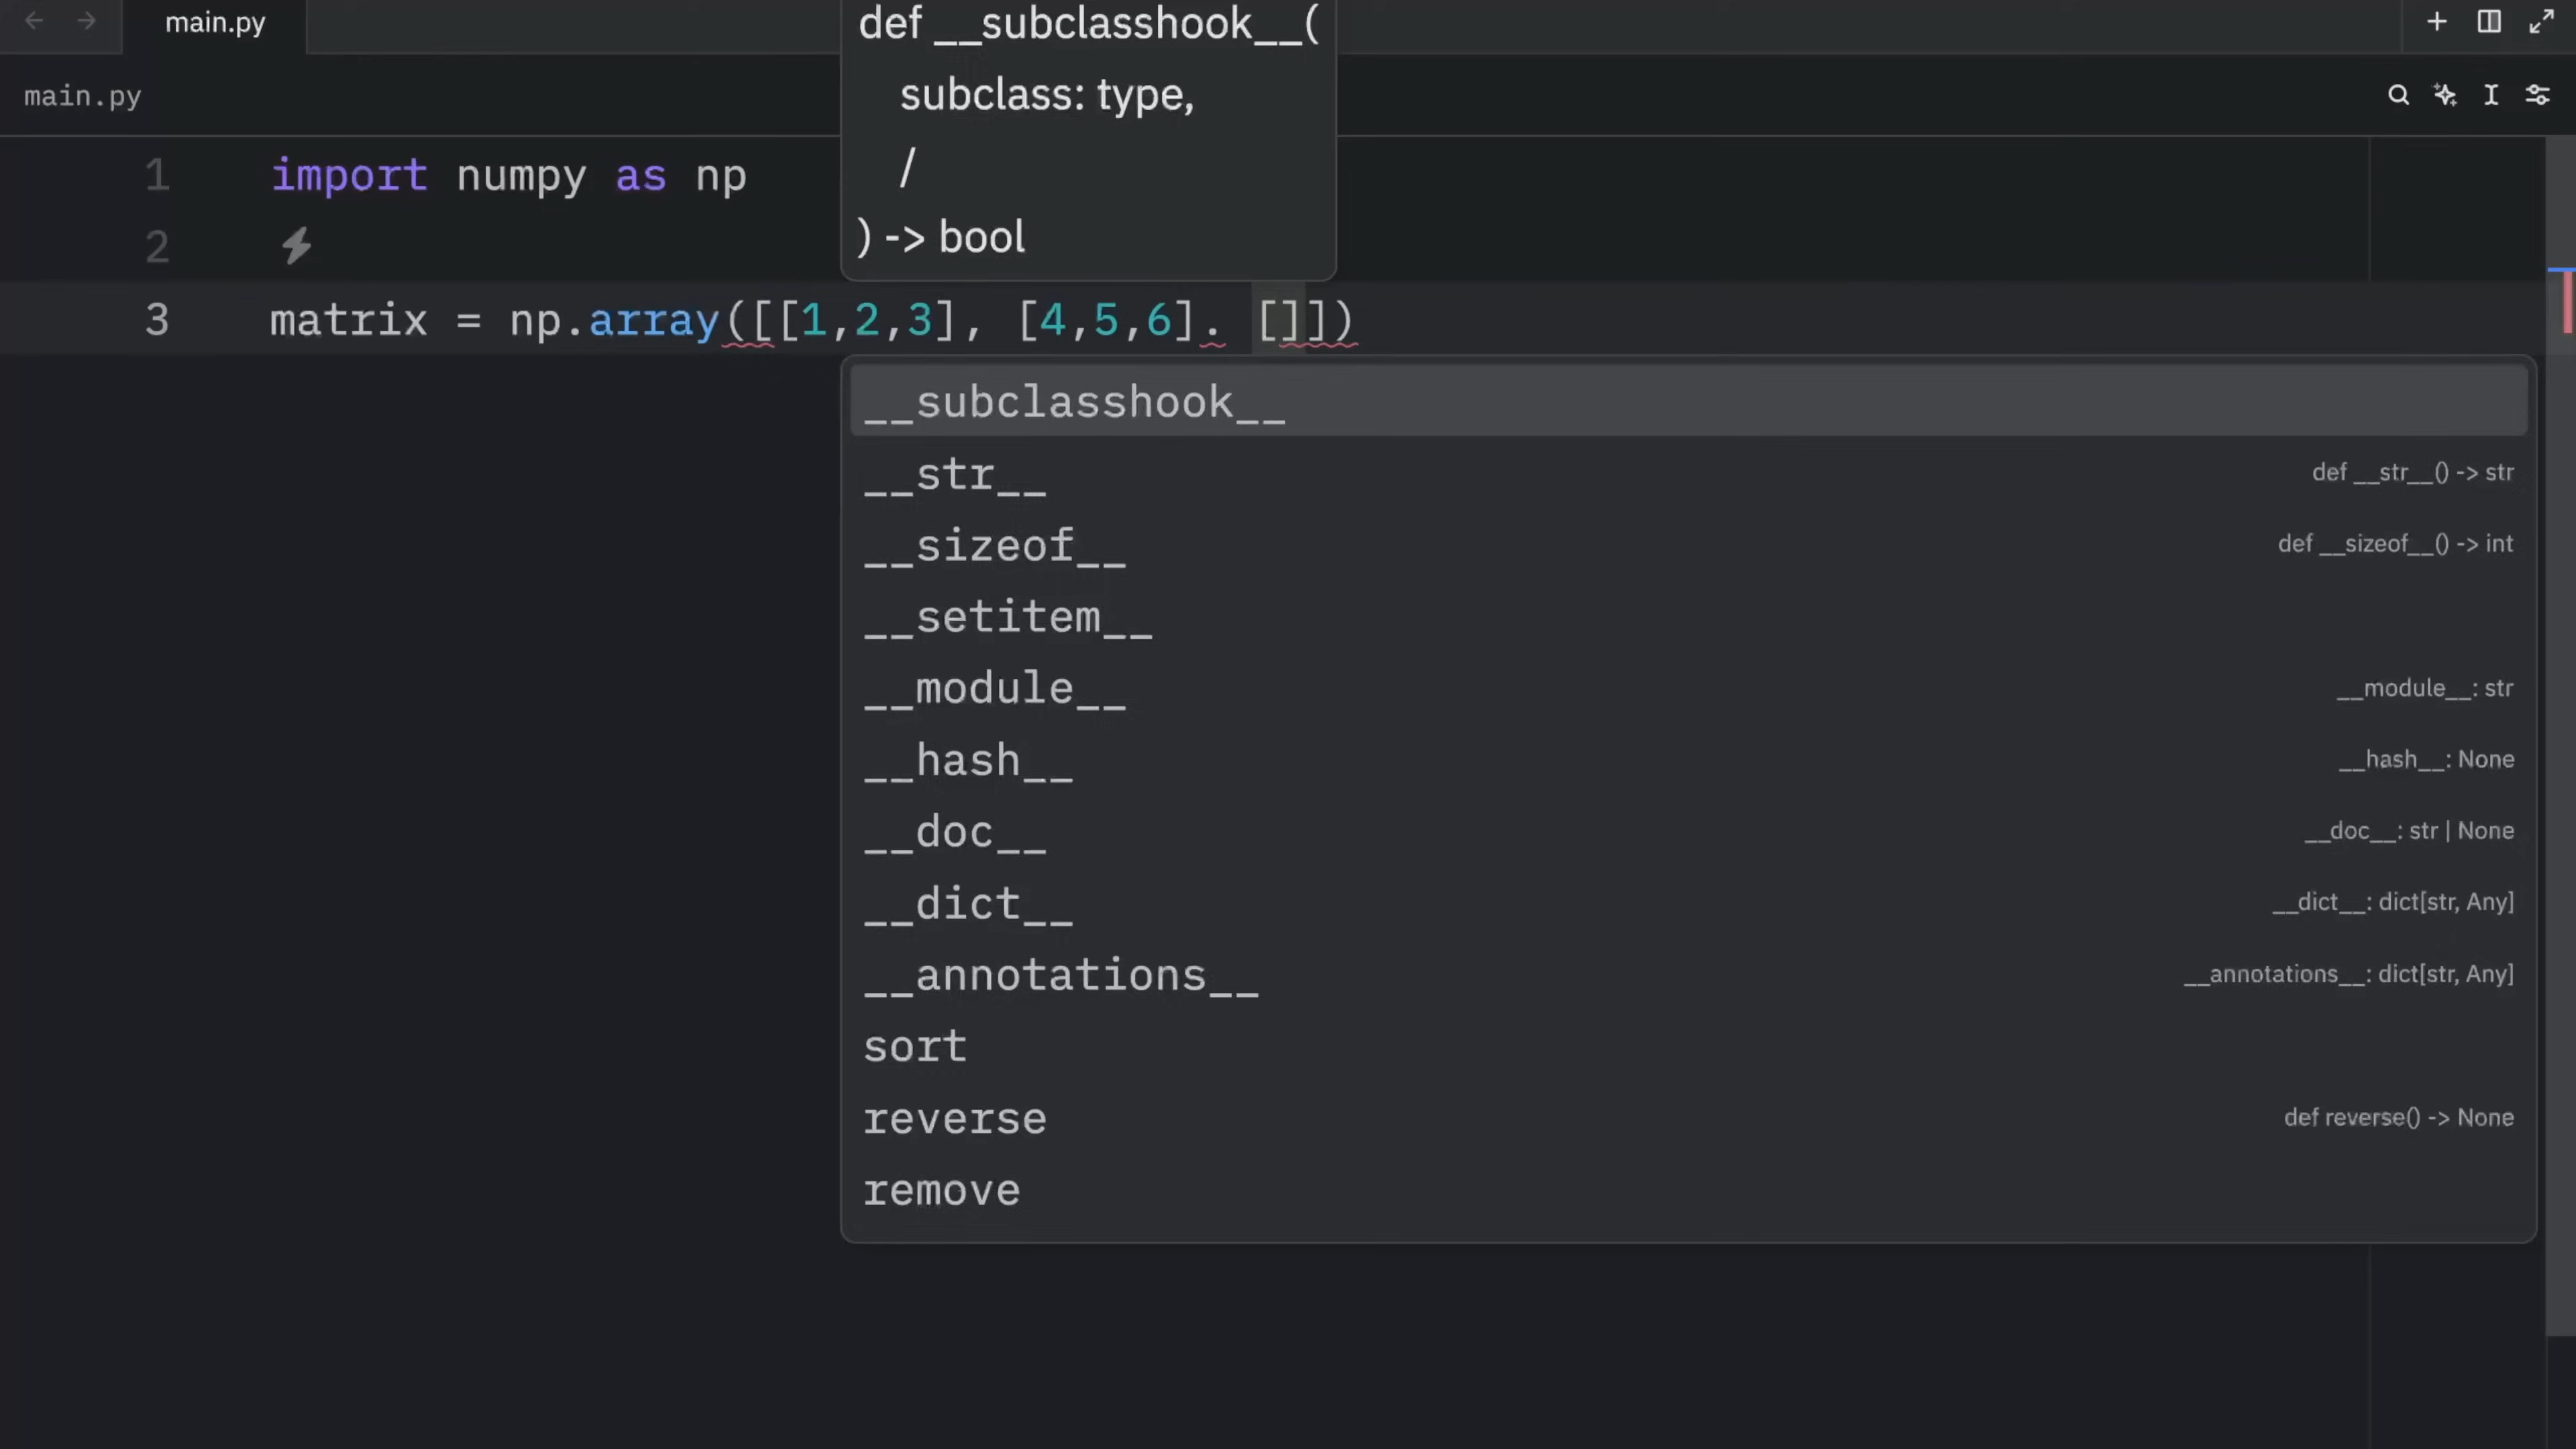 main.py
def __subclasshook__(
subclass: type,
/
) -> bool
main.py
1 import numpy as np
2
3 matrix = np.array([[1,2,3], [4,5,6]. []])
__subclasshook__
__str__ def __str__() -> str
__sizeof__ def __sizeof__() -> int
__setitem__
__module__ __module__: str
__hash__ __hash__: None
__doc__ __doc__: str | None
__dict__ __dict__: dict[str, Any]
__annotations__ __annotations__: dict[str, Any]
sort
reverse def reverse() -> None
remove